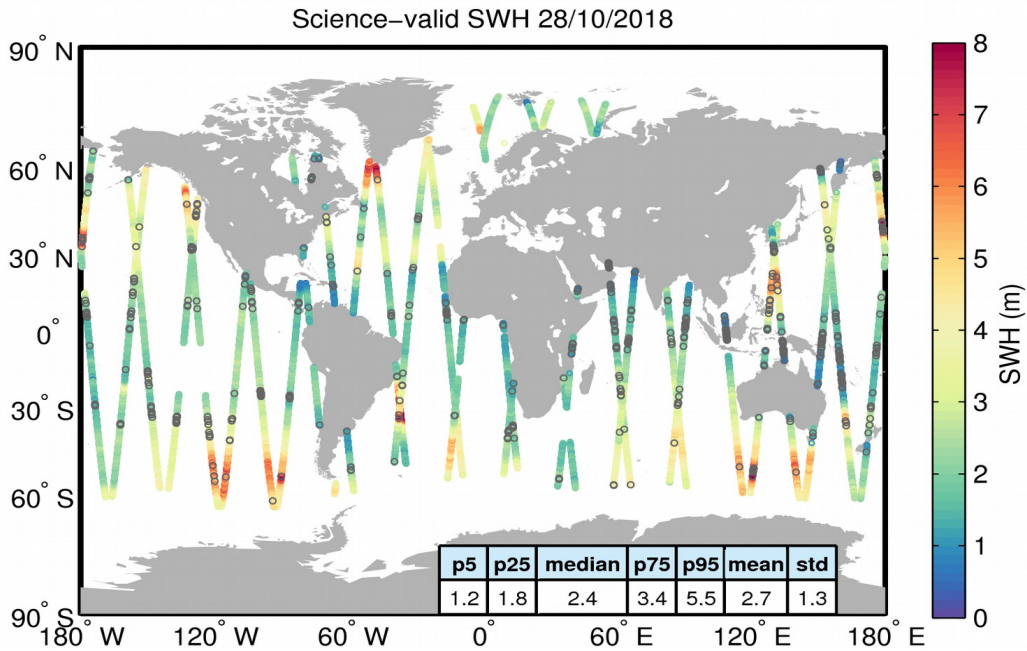 Science−valid SWH 28/10/2018
90° N
60° N
30° N
0°
30° S
60° S
90° S
180° W
120° W
60° W
0°
60° E
120° E
180° E
p5 p25 median p75 p95 mean std
1.2 1.8 2.4 3.4 5.5 2.7 1.3
8
7
6
5
4
3
2
1
0
SWH (m)